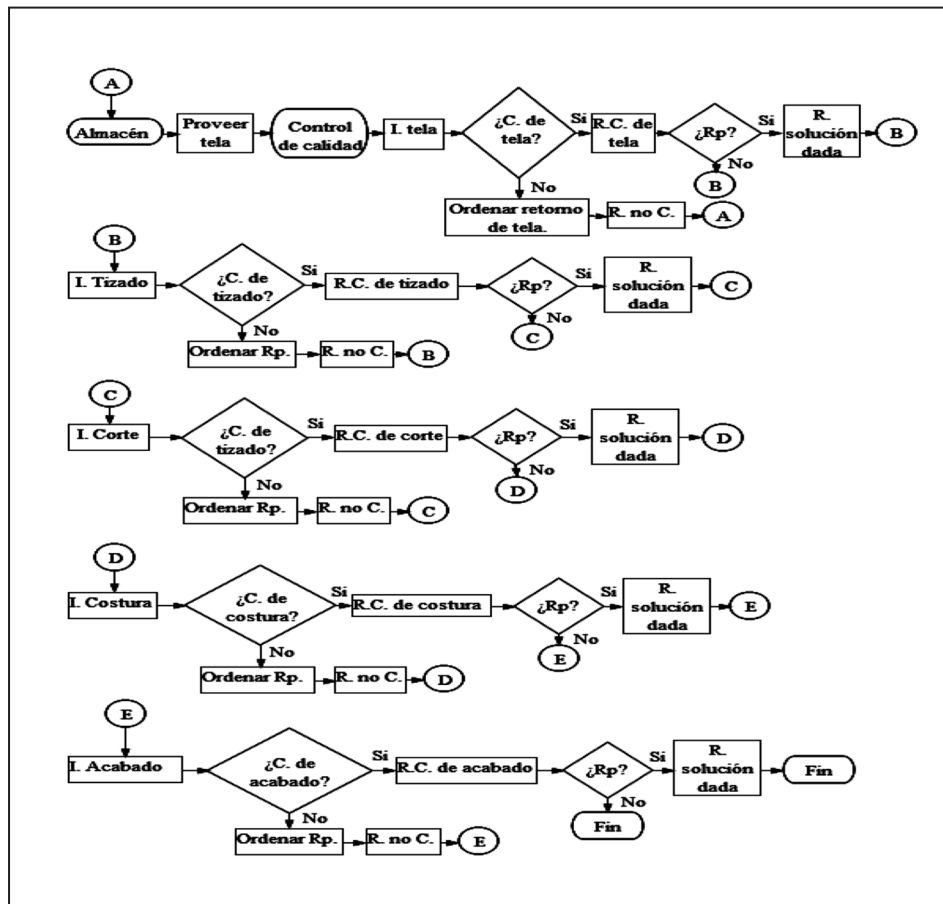 A
Almacén
Proveer
tela
Control
de calidad
I. tela
¿C. de
tela?
Si
R.C. de
tela
¿Rp?
Si
R.
solución
dada
B
No
B
No
Ordenar retorno
de tela.
R. no C.
A
B
I. Tizado
¿C. de
tizado?
Si
R.C. de tizado
¿Rp?
Si
R.
solución
dada
C
No
C
No
Ordenar Rp.
R. no C.
B
C
I. Corte
¿C. de
tizado?
Si
R.C. de corte
¿Rp?
Si
R.
solución
dada
D
No
D
No
Ordenar Rp.
R. no C.
C
D
I. Costura
¿C. de
costura?
Si
R.C. de costura
¿Rp?
Si
R.
solución
dada
E
No
E
No
Ordenar Rp.
R. no C.
D
E
I. Acabado
¿C. de
acabado?
Si
R.C. de acabado
¿Rp?
Si
R.
solución
dada
Fin
No
Fin
No
Ordenar Rp.
R. no C.
E